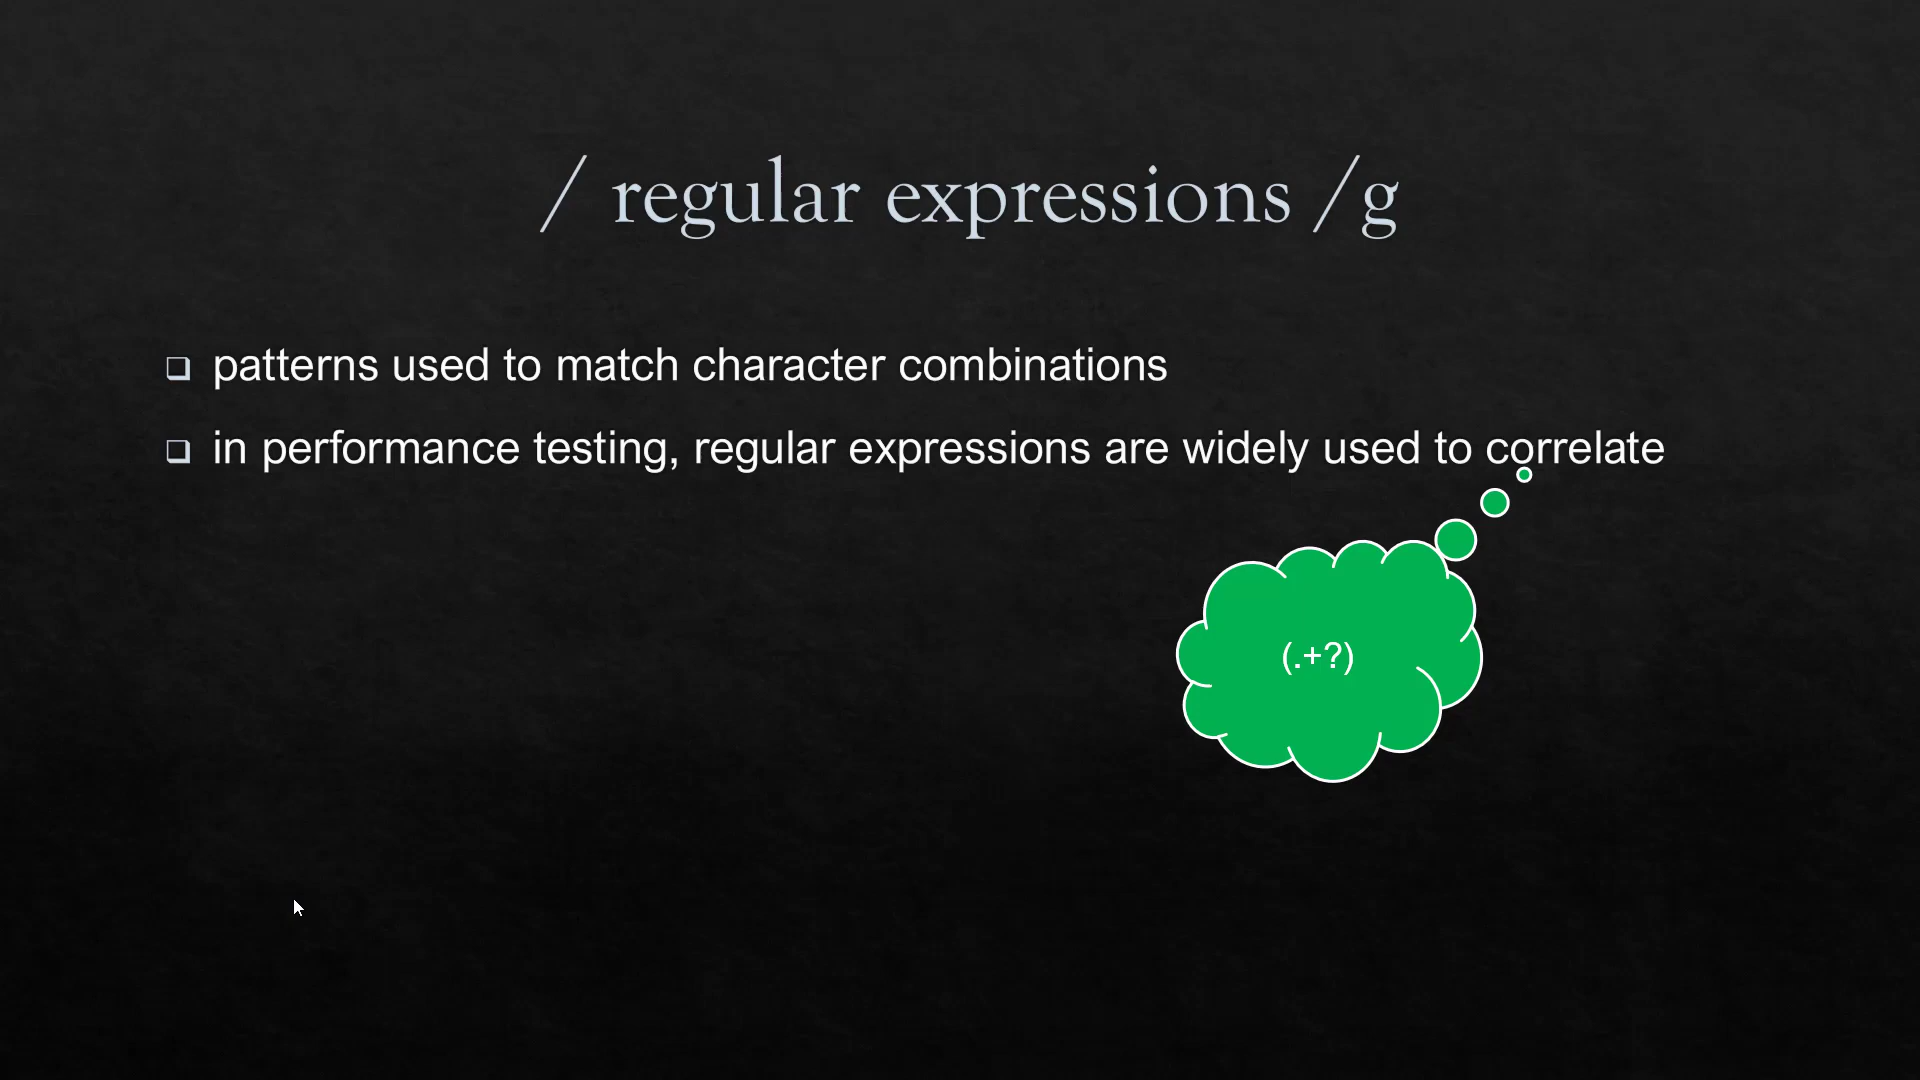 / regular expressions /g
patterns used to match character combinations
in performance testing, regular expressions are widely used to correlate
(.+?)